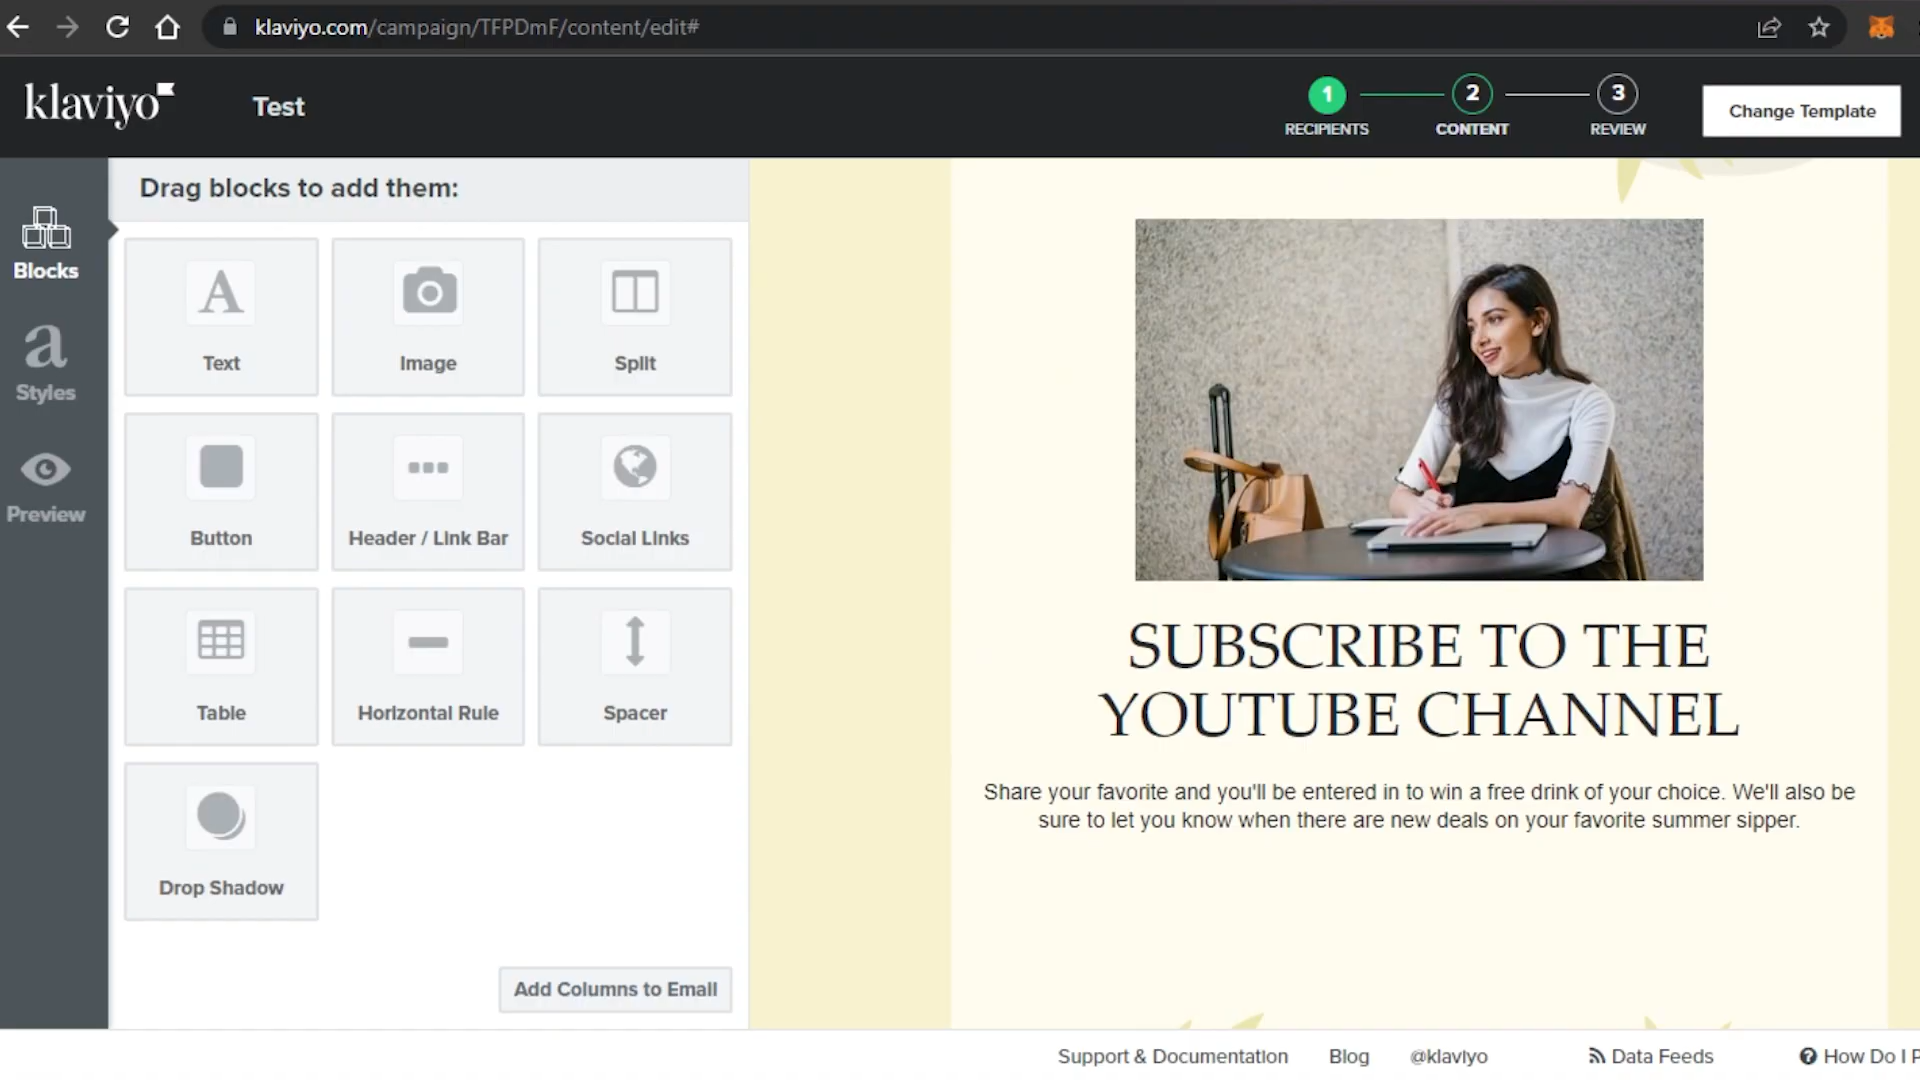 klaviyo.com/campaign/TFPDmF/content/edit#
klaviyo
Test
1
2
3
RECIPIENTS
CONTENT
REVIEW
Change Template
Blocks
Styles
Preview
Drag blocks to add them:
A
Text
Image
Split
Button
Header / Link Bar
Social Links
Table
Horizontal Rule
Spacer
Drop Shadow
Add Columns to Email
SUBSCRIBE TO THE
YOUTUBE CHANNEL
Share your favorite and you'll be entered in to win a free drink of your choice. We'll also be
sure to let you know when there are new deals on your favorite summer sipper.
Support & Documentation
Blog
@klaviyo
Data Feeds
How Do I